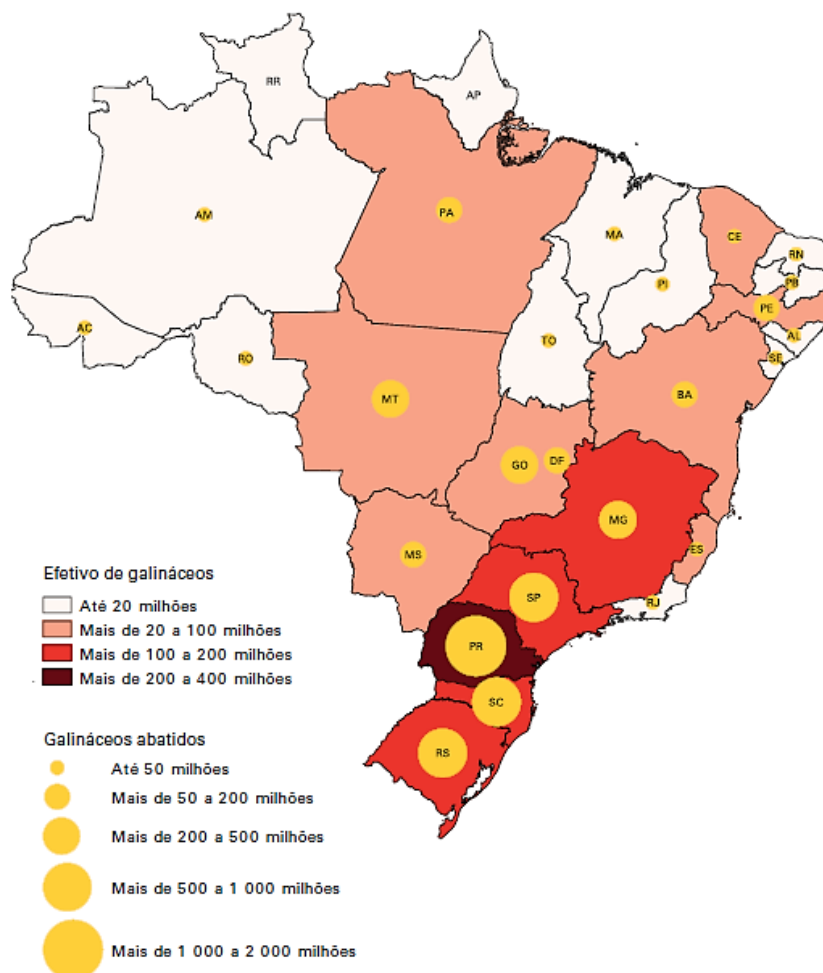 RR
AP
AM
PA
MA
CE
RN
PI
PB
PE
AC
AL
TO
RO
SE
BA
MT
GO
DF
MG
MS
ES
Efetivo de galináceos
Até 20 milhões
SP
RJ
Mais de 20 a 100 milhões
PR
Mais de 100 a 200 milhões
Mais de 200 a 400 milhões
SC
Galináceos abatidos
RS
Até 50 milhões
Mais de 50 a 200 milhões
Mais de 200 a 500 milhões
Mais de 500 a 1 000 milhões
Mais de 1 000 a 2 000 milhões